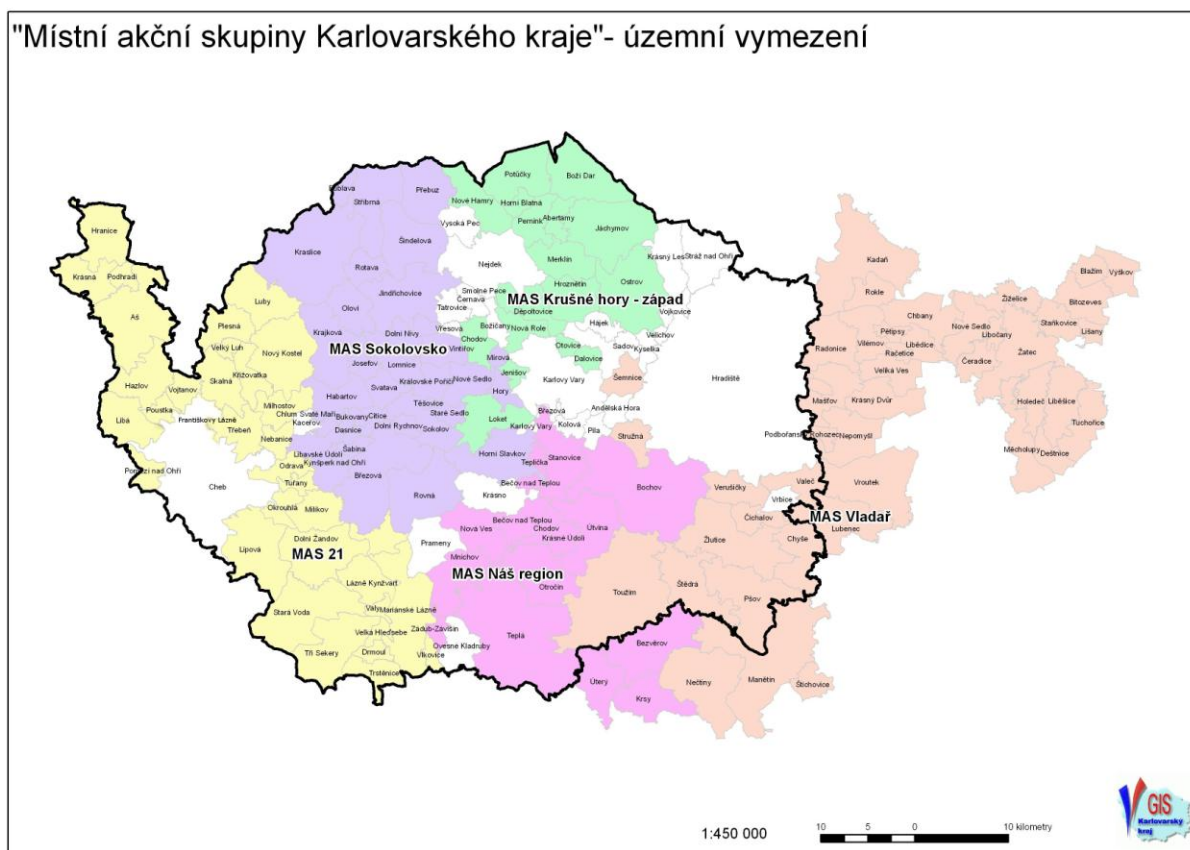 "Místní akční skupiny Karlovarského kraje"- územní vymezení
Potůčky
Boží Dar
Přebuz
Stříbrná
Nové Hamry
Horní Blatná
Hranice
Vysoká Pec
Pernink
Abertamy
Jáchymov
Šindelová
Kraslice
Krásný Les
Stráž nad Ohří
Kadaň
Merklín
Blažim
Výškov
Krásná
Podhradí
Rotava
Nejdek
Hroznětín
Ostrov
Rokle
Jindřichovice
Smolné Pece
Černava
MAS Krušné hory - západ
Žiželice
Bitozeves
Luby
Oloví
Tatrovice
Děpoltovice
Vojkovice
Chbany
Aš
Plesná
Krajková
Dolní Nivy
Vřesová
Božičany
Nová Role
Hájek
Velichov
Pětipsy
Nové Sedlo
Libočany
Staňkovice
Lišany
Velký Luh
Nový Kostel
MAS Sokolovsko
Chodov
Vintířov
Otovice
Sadov
Kyselka
Radonice
Vilémov
Libědice
Račetice
Žatec
Josefov
Lomnice
Mírová
Dalovice
Čeradice
Skalná
Křižovatka
Svatava
Královské Poříčí
Nové Sedlo
Jenišov
Karlovy Vary
Šemnice
Hradiště
Veliká Ves
Hazlov
Vojtanov
Habartov
Hory
Mašťov
Krásný Dvůr
Holedeč
Liběšice
Libá
Poustka
Milhostov
Těšovice
Staré Sedlo
Březová
Andělská Hora
Františkovy Lázně
Chlum Svaté Maří
Kaceřov
Bukovany
Citice
Loket
Kolová
Pila
Tuchořice
Třebeň
Nebanice
Dasnice
Dolní Rychnov
Sokolov
Karlovy Vary
Stružná
Podbořanský Rohozec
Nepomyšl
Měcholupy
Deštnice
Šabina
Libavské Údolí
Kynšperk nad Ohří
Horní Slavkov
Teplička
Stanovice
Pomezí nad Ohří
Odrava
Cheb
Tuřany
Březová
Rovná
Krásno
Bečov nad Teplou
Bochov
Verušičky
Valeč
Vrbice
Vroutek
Okrouhlá
Milíkov
Nová Ves
Bečov nad Teplou
Chodov
Útvina
Čichalov
MAS Vladař
Lubenec
Lipová
Dolní Žandov
MAS 21
Prameny
Krásné Údolí
Žlutice
Chyše
Mnichov
MAS Náš region
Lázně Kynžvart
Otročín
Toužim
Štědrá
Pšov
Stará Voda
Valy
Mariánské Lázně
Velká Hleďsebe
Zádub-Závišín
Teplá
Tři Sekery
Drmoul
Vlkovice
Ovesné Kladruby
Bezvěrov
Trstěnice
Úterý
Krsy
Nečtiny
Manětín
Štichovice
1:450 000
10 5 0 10 kilometry
GIS
Karlovarský
kraj